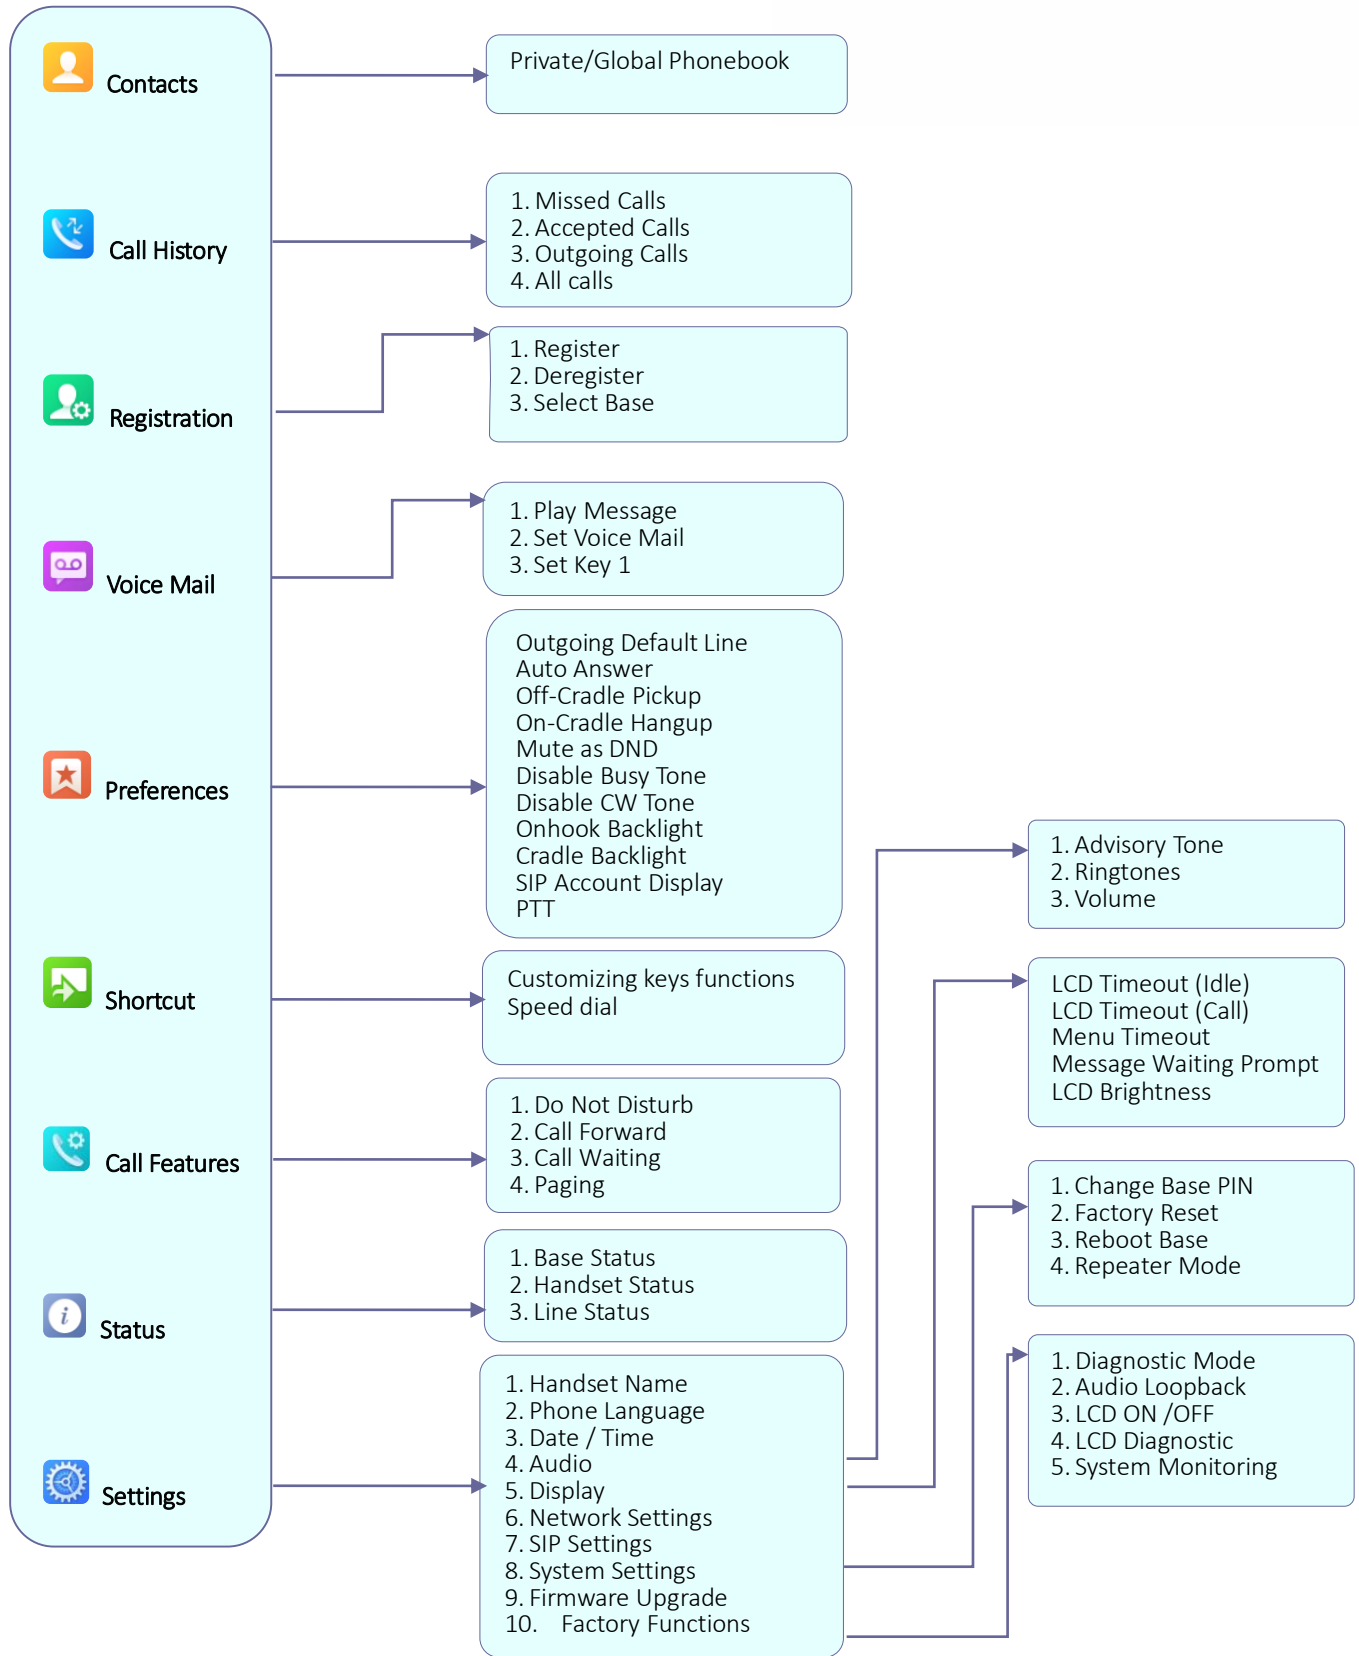 Contacts
Private/Global Phonebook
Call History
1. Missed Calls
2. Accepted Calls
3. Outgoing Calls
4. All calls
Registration
1. Register
2. Deregister
3. Select Base
Voice Mail
1. Play Message
2. Set Voice Mail
3. Set Key 1
Preferences
Outgoing Default Line
Auto Answer
Off-Cradle Pickup
On-Cradle Hangup
Mute as DND
Disable Busy Tone
Disable CW Tone
Onhook Backlight
Cradle Backlight
SIP Account Display
PTT
Shortcut
Customizing keys functions
Speed dial
Call Features
1. Do Not Disturb
2. Call Forward
3. Call Waiting
4. Paging
Status
1. Base Status
2. Handset Status
3. Line Status
Settings
1. Handset Name
2. Phone Language
3. Date / Time
4. Audio
5. Display
6. Network Settings
7. SIP Settings
8. System Settings
9. Firmware Upgrade
10. Factory Functions
1. Advisory Tone
2. Ringtones
3. Volume
LCD Timeout (Idle)
LCD Timeout (Call)
Menu Timeout
Message Waiting Prompt
LCD Brightness
1. Change Base PIN
2. Factory Reset
3. Reboot Base
4. Repeater Mode
1. Diagnostic Mode
2. Audio Loopback
3. LCD ON /OFF
4. LCD Diagnostic
5. System Monitoring